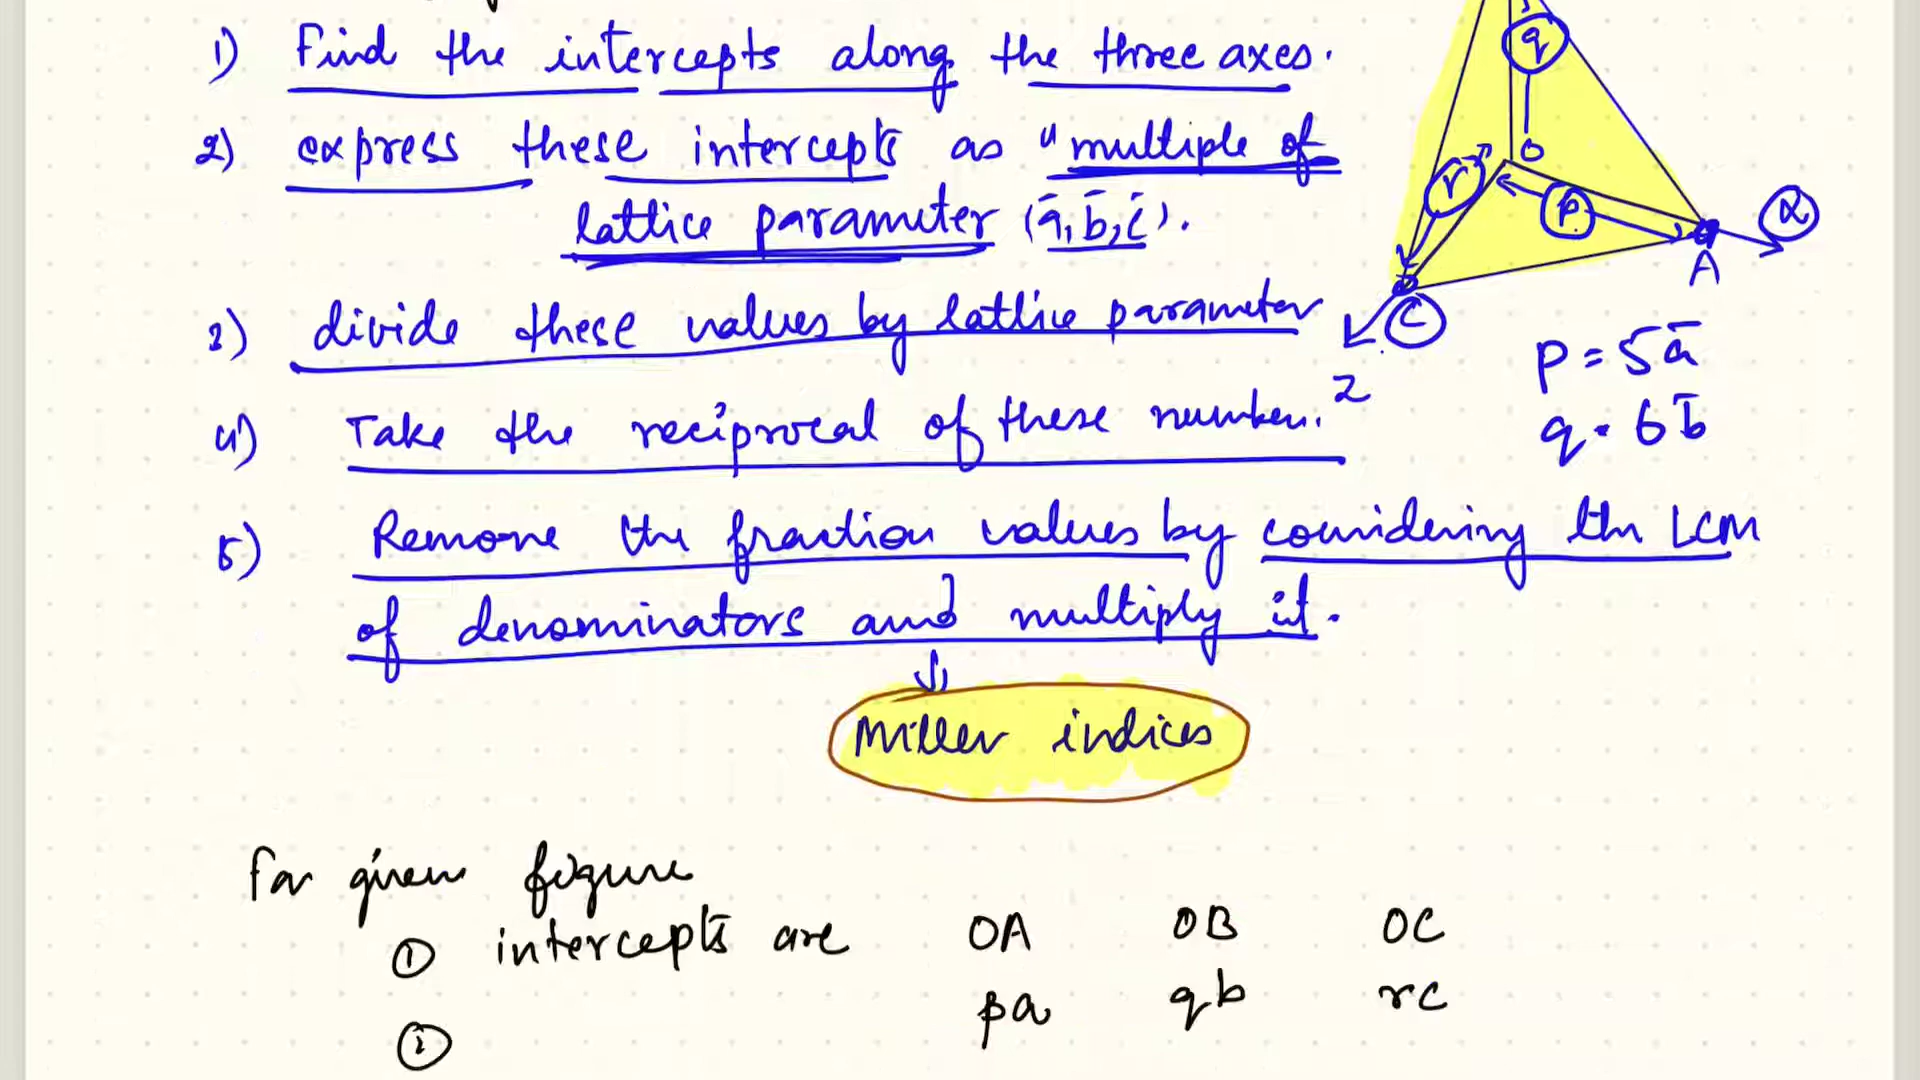 1) Find the intercepts along the three axes.
2) express these intercepts as "multiple of
lattice parameter (ā, b̄, c̄).
3) divide these values by lattice parameter
4) Take the reciprocal of these number.
5) Remove the fraction values by considering the LCM
of denominators and multiply it.
Miller indices
q
O
r
p
x
A
C
z
p = 5ā
q = 6b̄
For given figure
① intercepts are OA OB OC
② pa qb rc